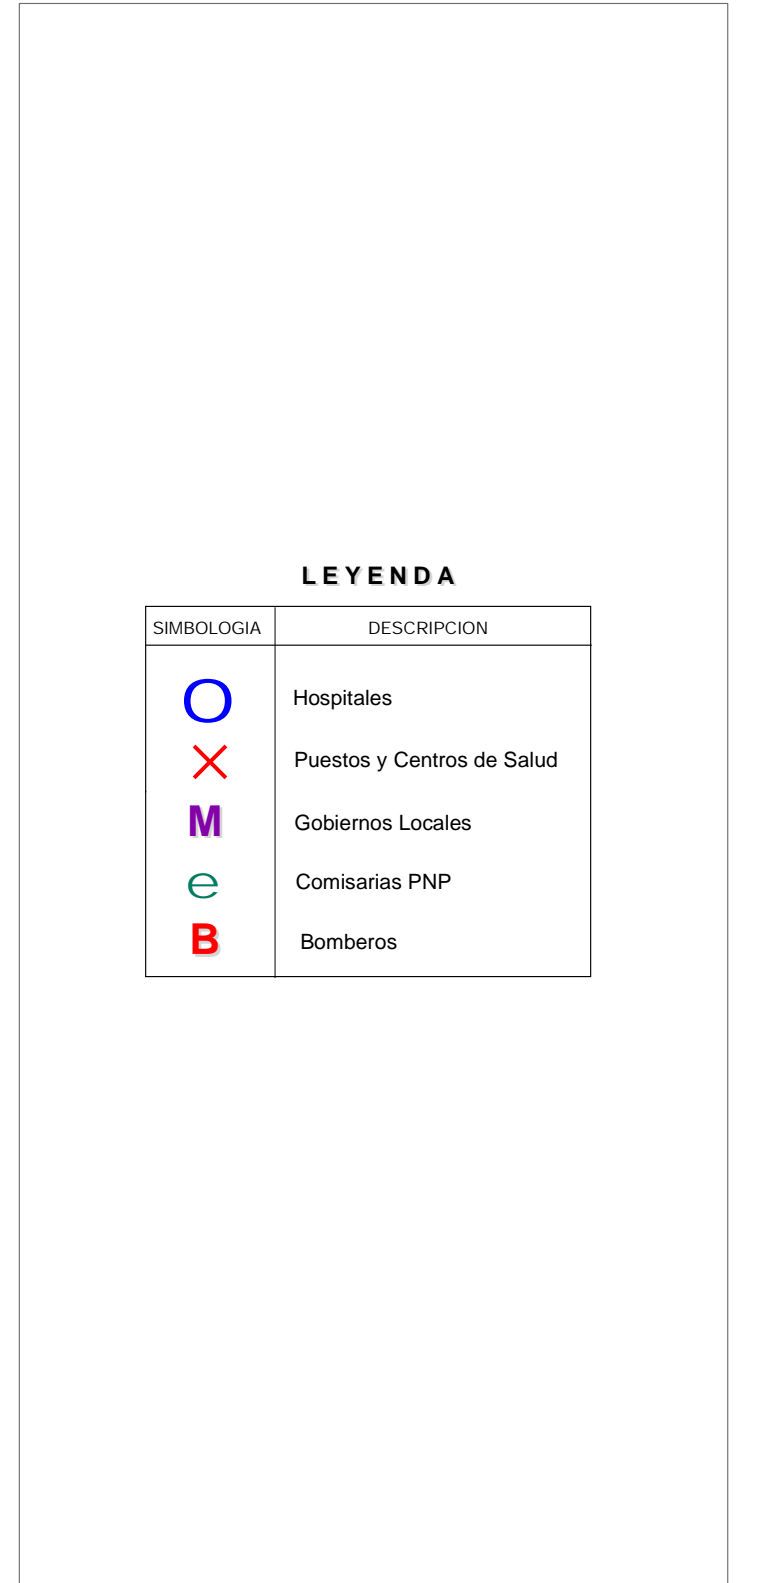 LEYENDA
SIMBOLOGIA DESCRIPCION
O Hospitales
× Puestos y Centros de Salud
M Gobiernos Locales
e Comisarias PNP
B Bomberos